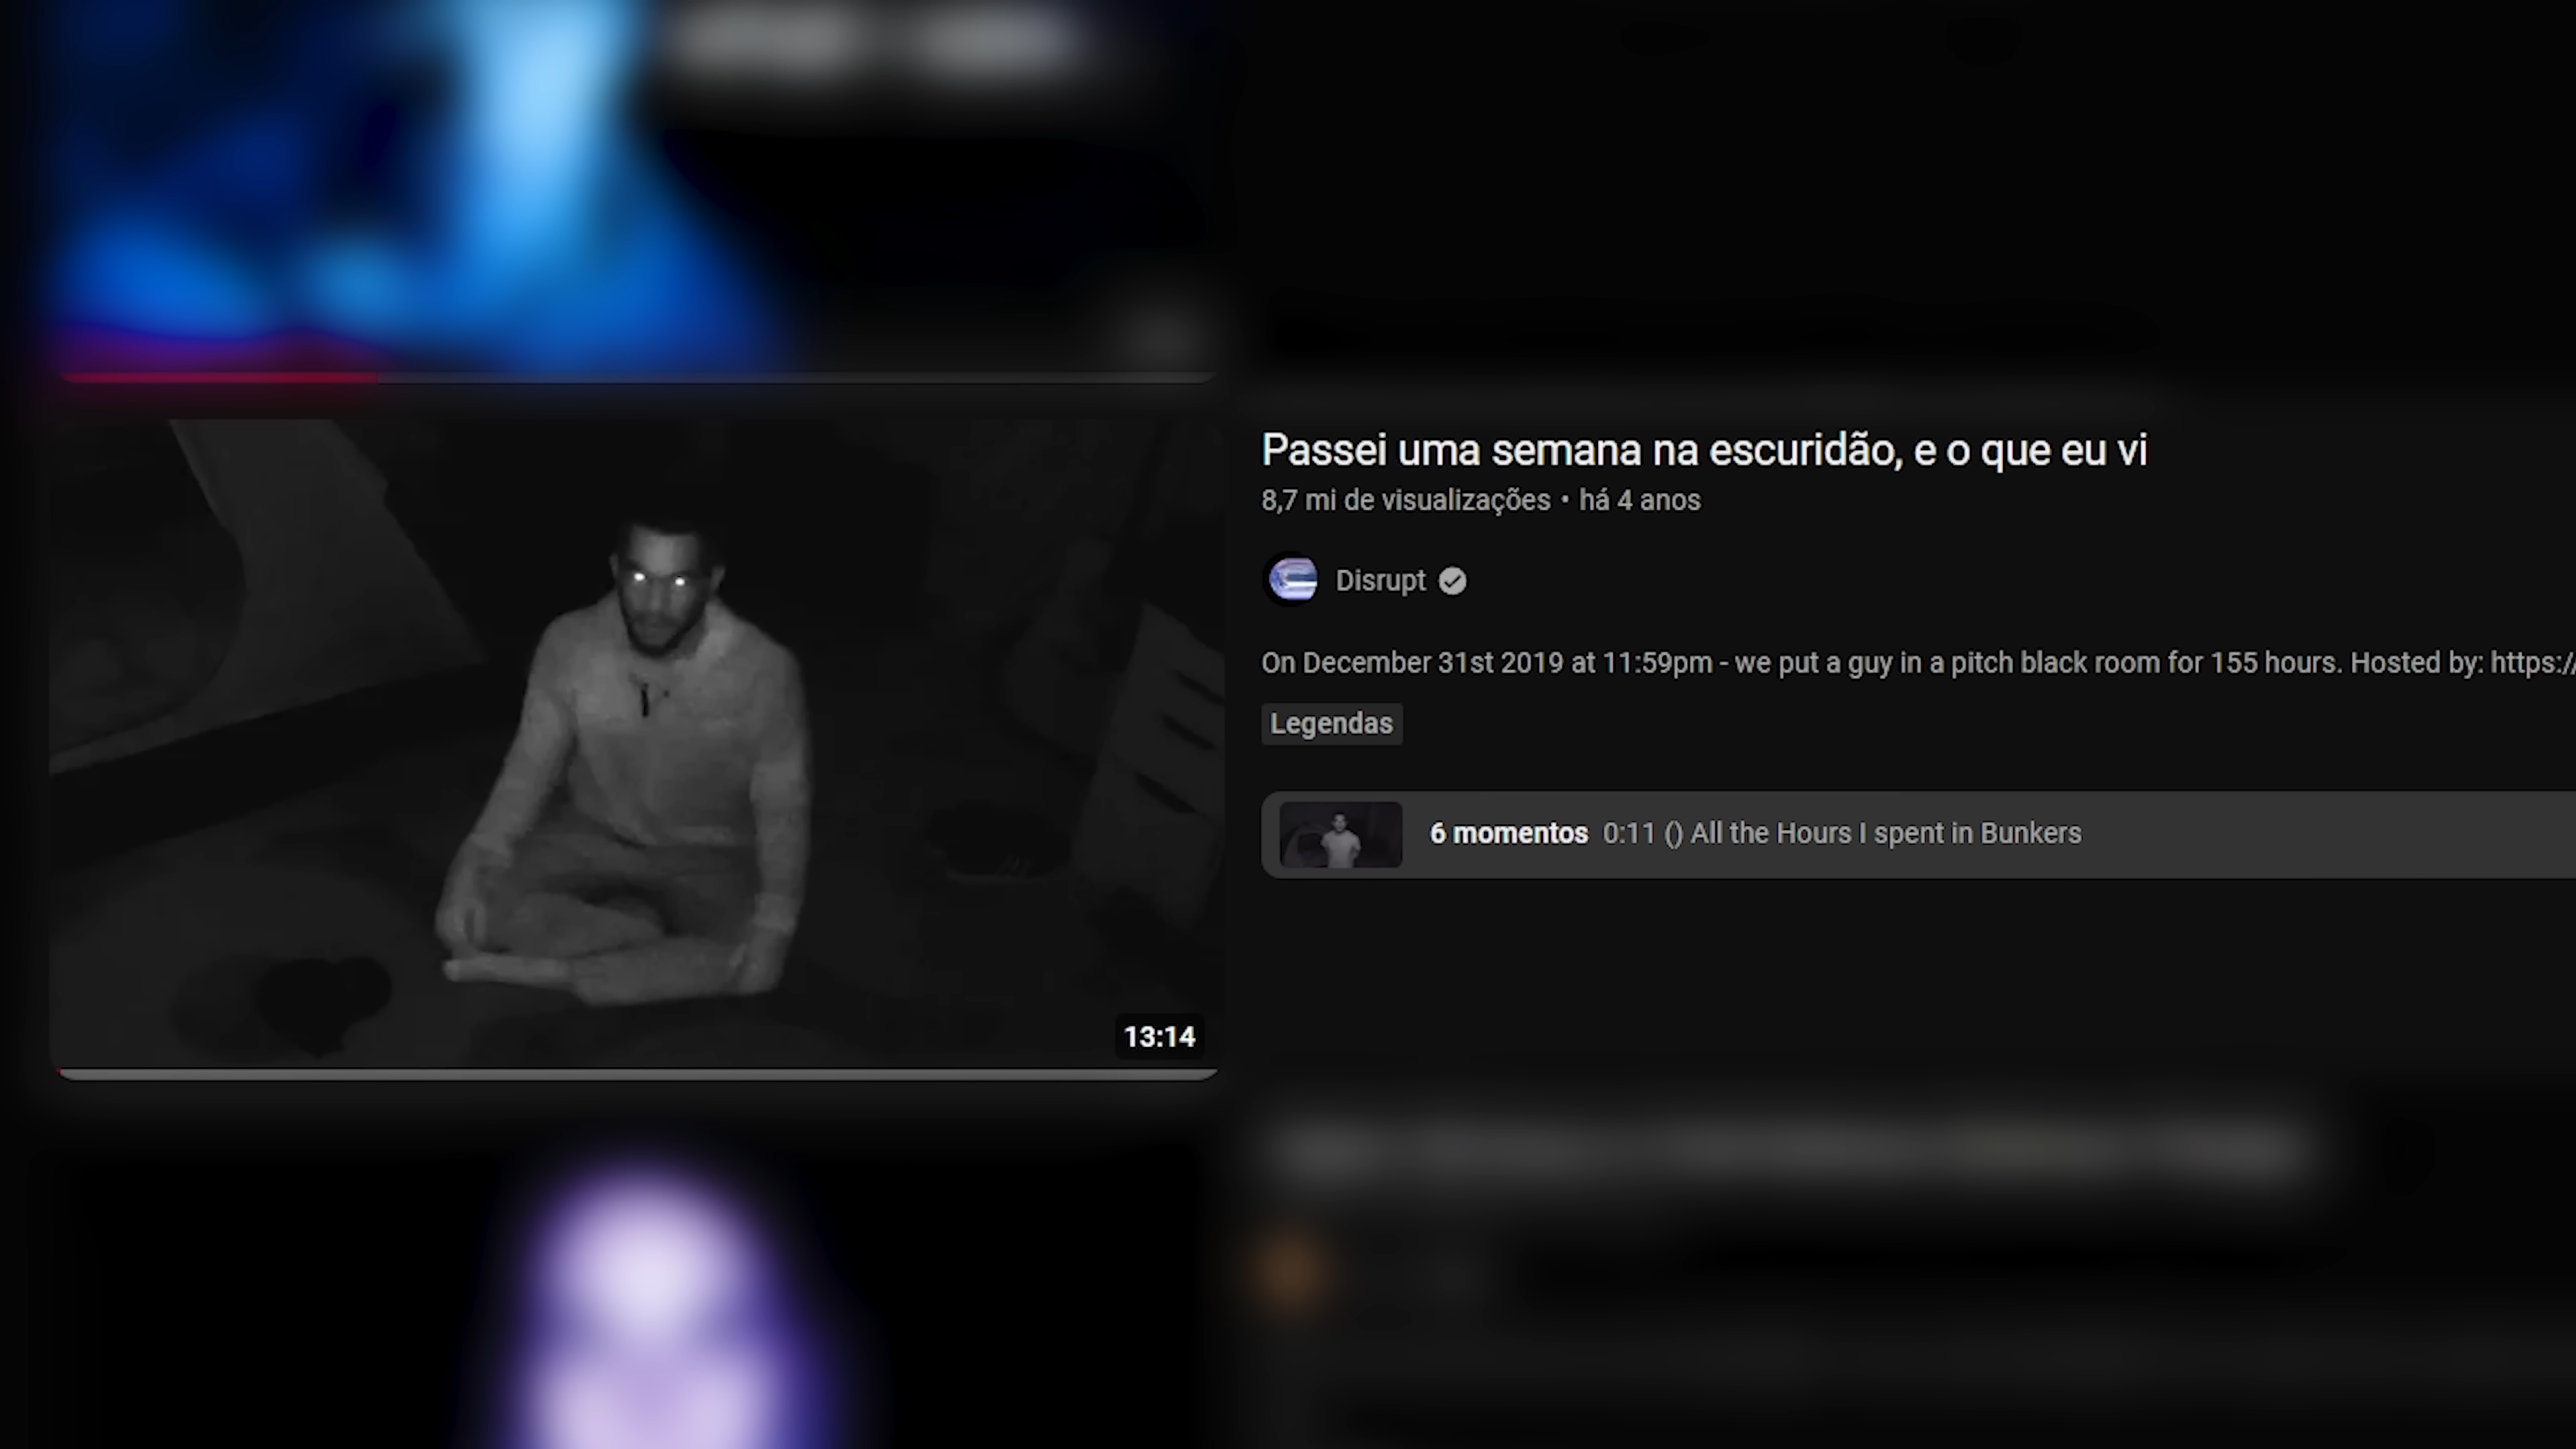 Passei uma semana na escuridão, e o que eu vi
8,7 mi de visualizações • há 4 anos
Disrupt
On December 31st 2019 at 11:59pm - we put a guy in a pitch black room for 155 hours. Hosted by: https://
Legendas
6 momentos 0:11 () All the Hours I spent in Bunkers
13:14